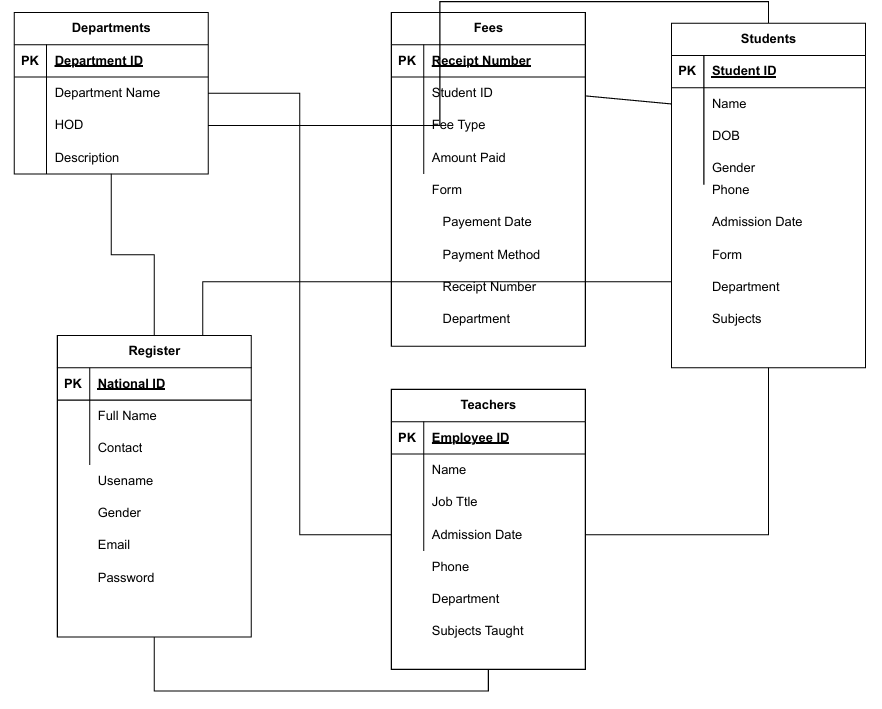 Departments
PK Department ID
Department Name
HOD
Description
Fees
PK Receipt Number
Student ID
Fee Type
Amount Paid
Form
Payement Date
Payment Method
Receipt Number
Department
Students
PK Student ID
Name
DOB
Gender
Phone
Admission Date
Form
Department
Subjects
Register
PK National ID
Full Name
Contact
Usename
Gender
Email
Password
Teachers
PK Employee ID
Name
Job Ttle
Admission Date
Phone
Department
Subjects Taught